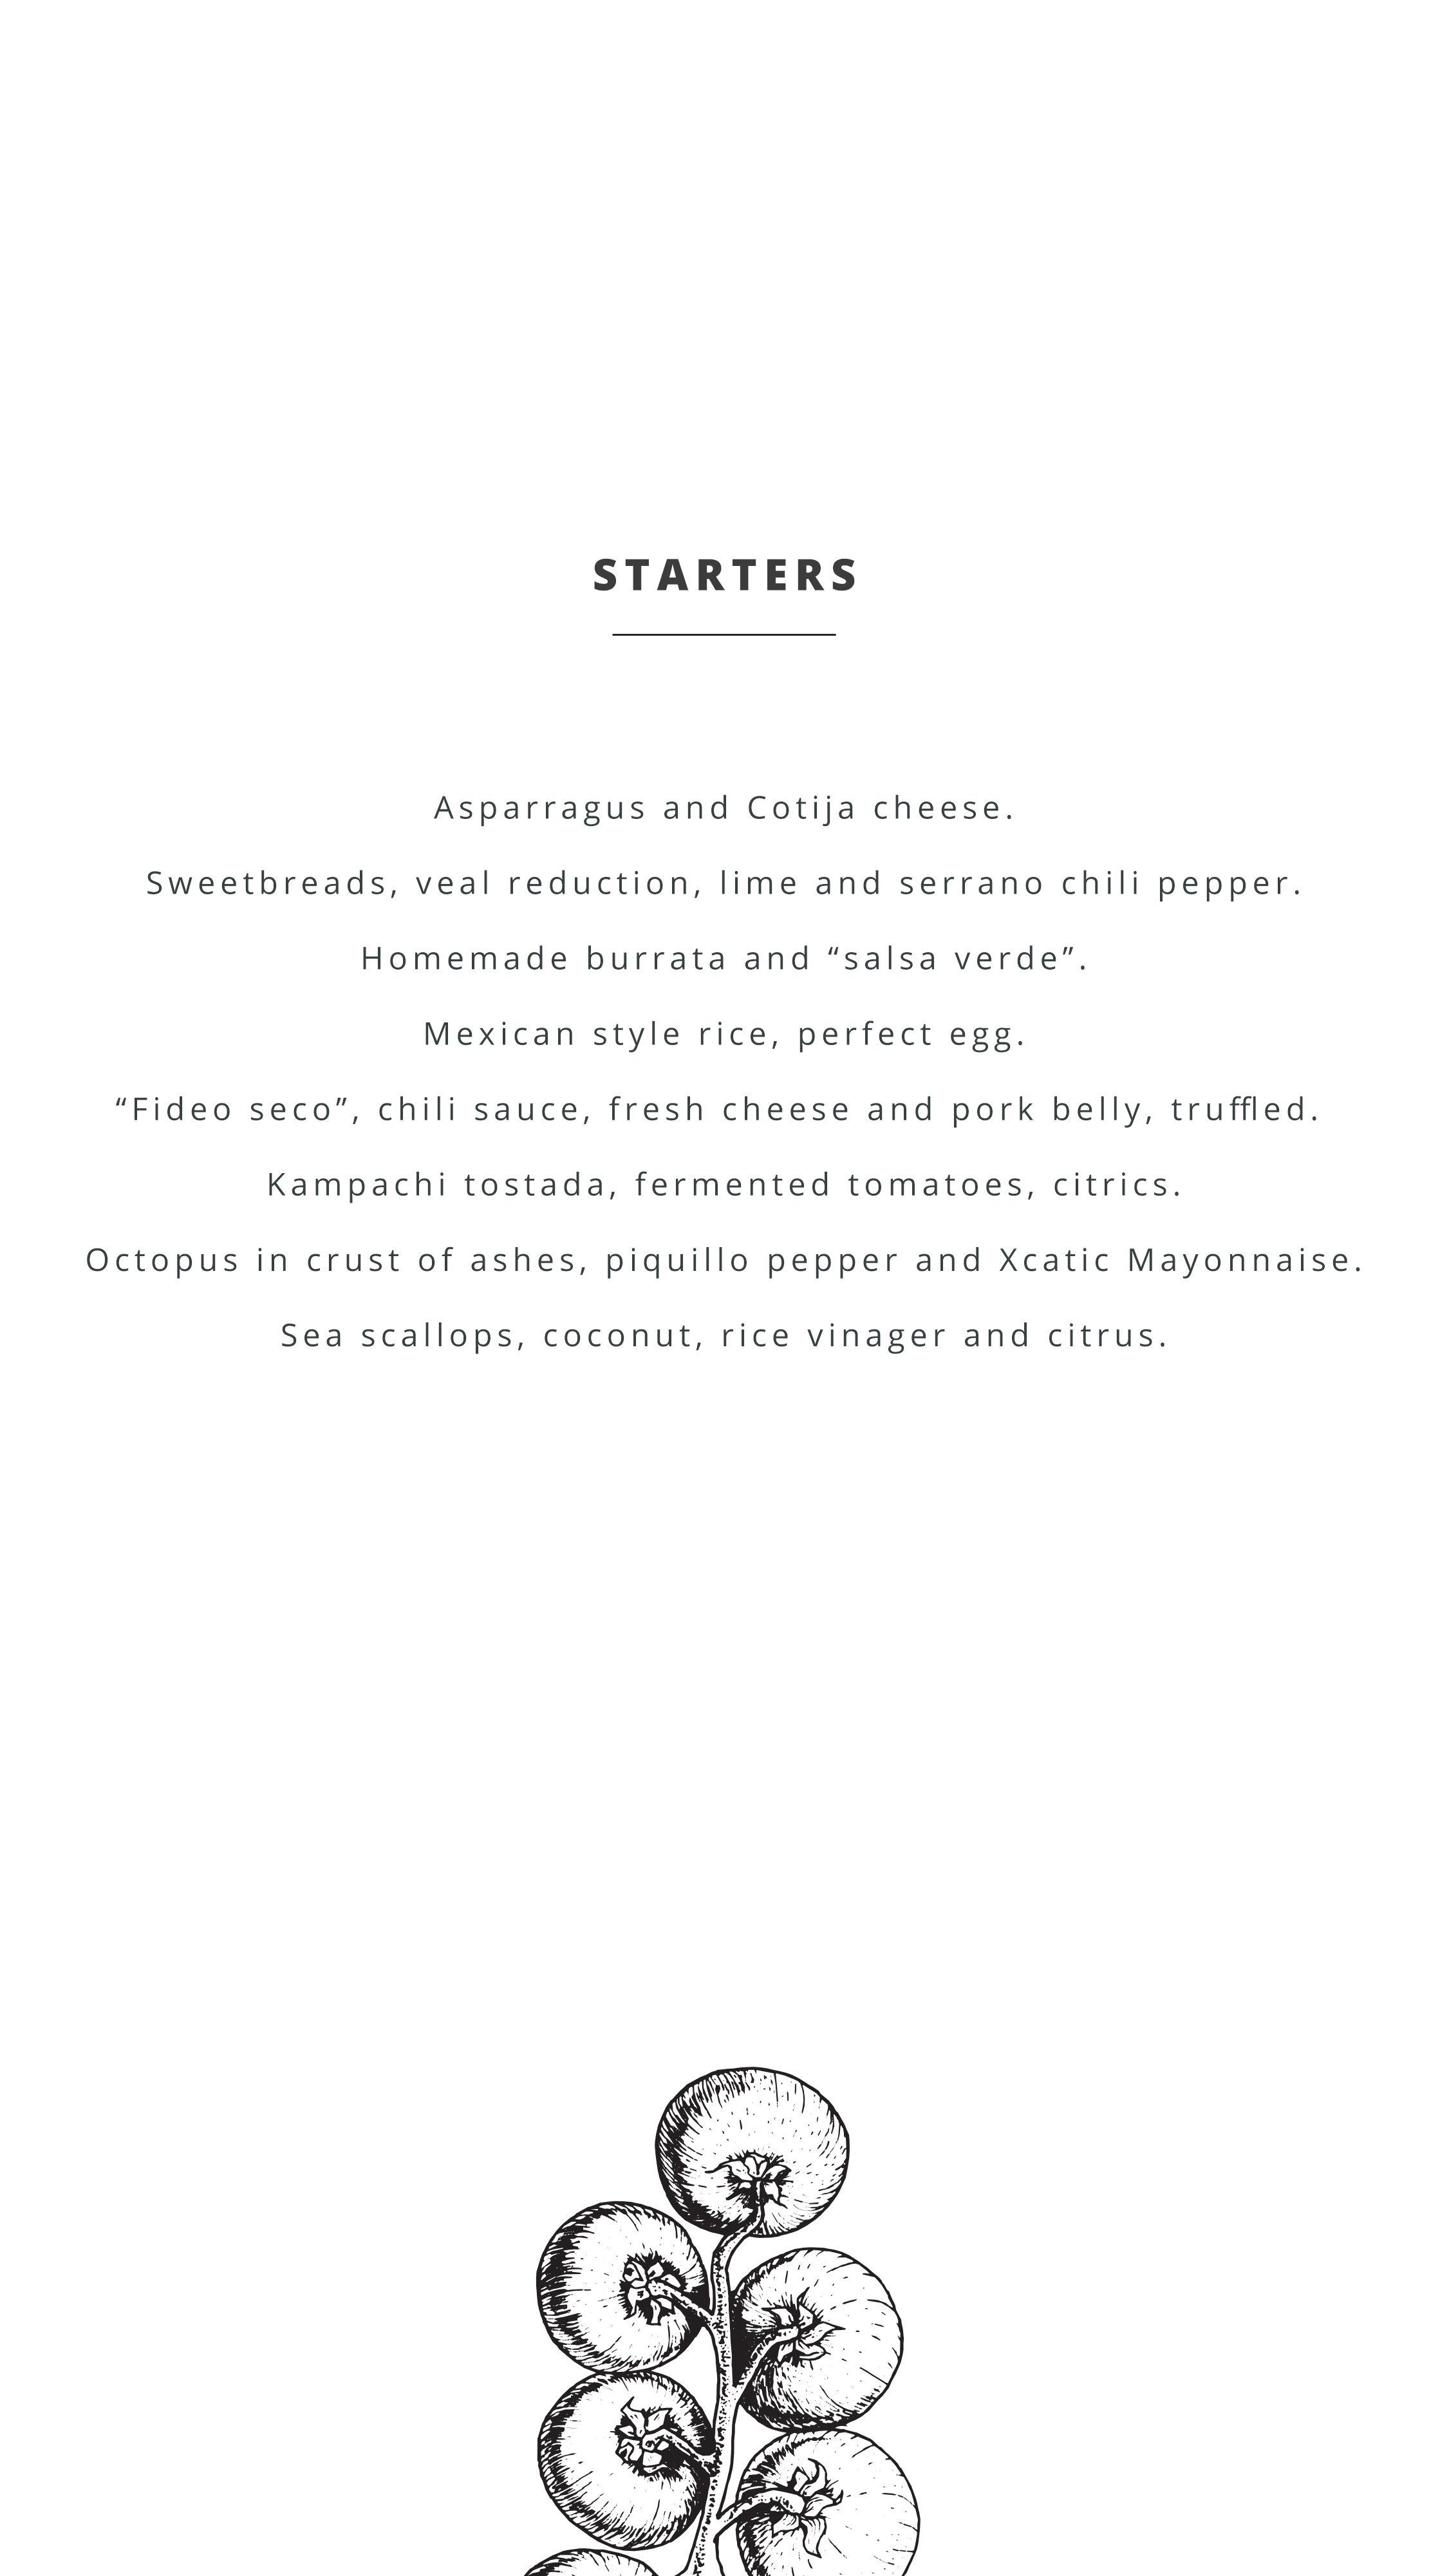 STARTERS
Asparragus and Cotija cheese.
Sweetbreads, veal reduction, lime and serrano chili pepper.
Homemade burrata and “salsa verde”.
Mexican style rice, perfect egg.
“Fideo seco”, chili sauce, fresh cheese and pork belly, truffled.
Kampachi tostada, fermented tomatoes, citrics.
Octopus in crust of ashes, piquillo pepper and Xcatic Mayonnaise.
Sea scallops, coconut, rice vinager and citrus.